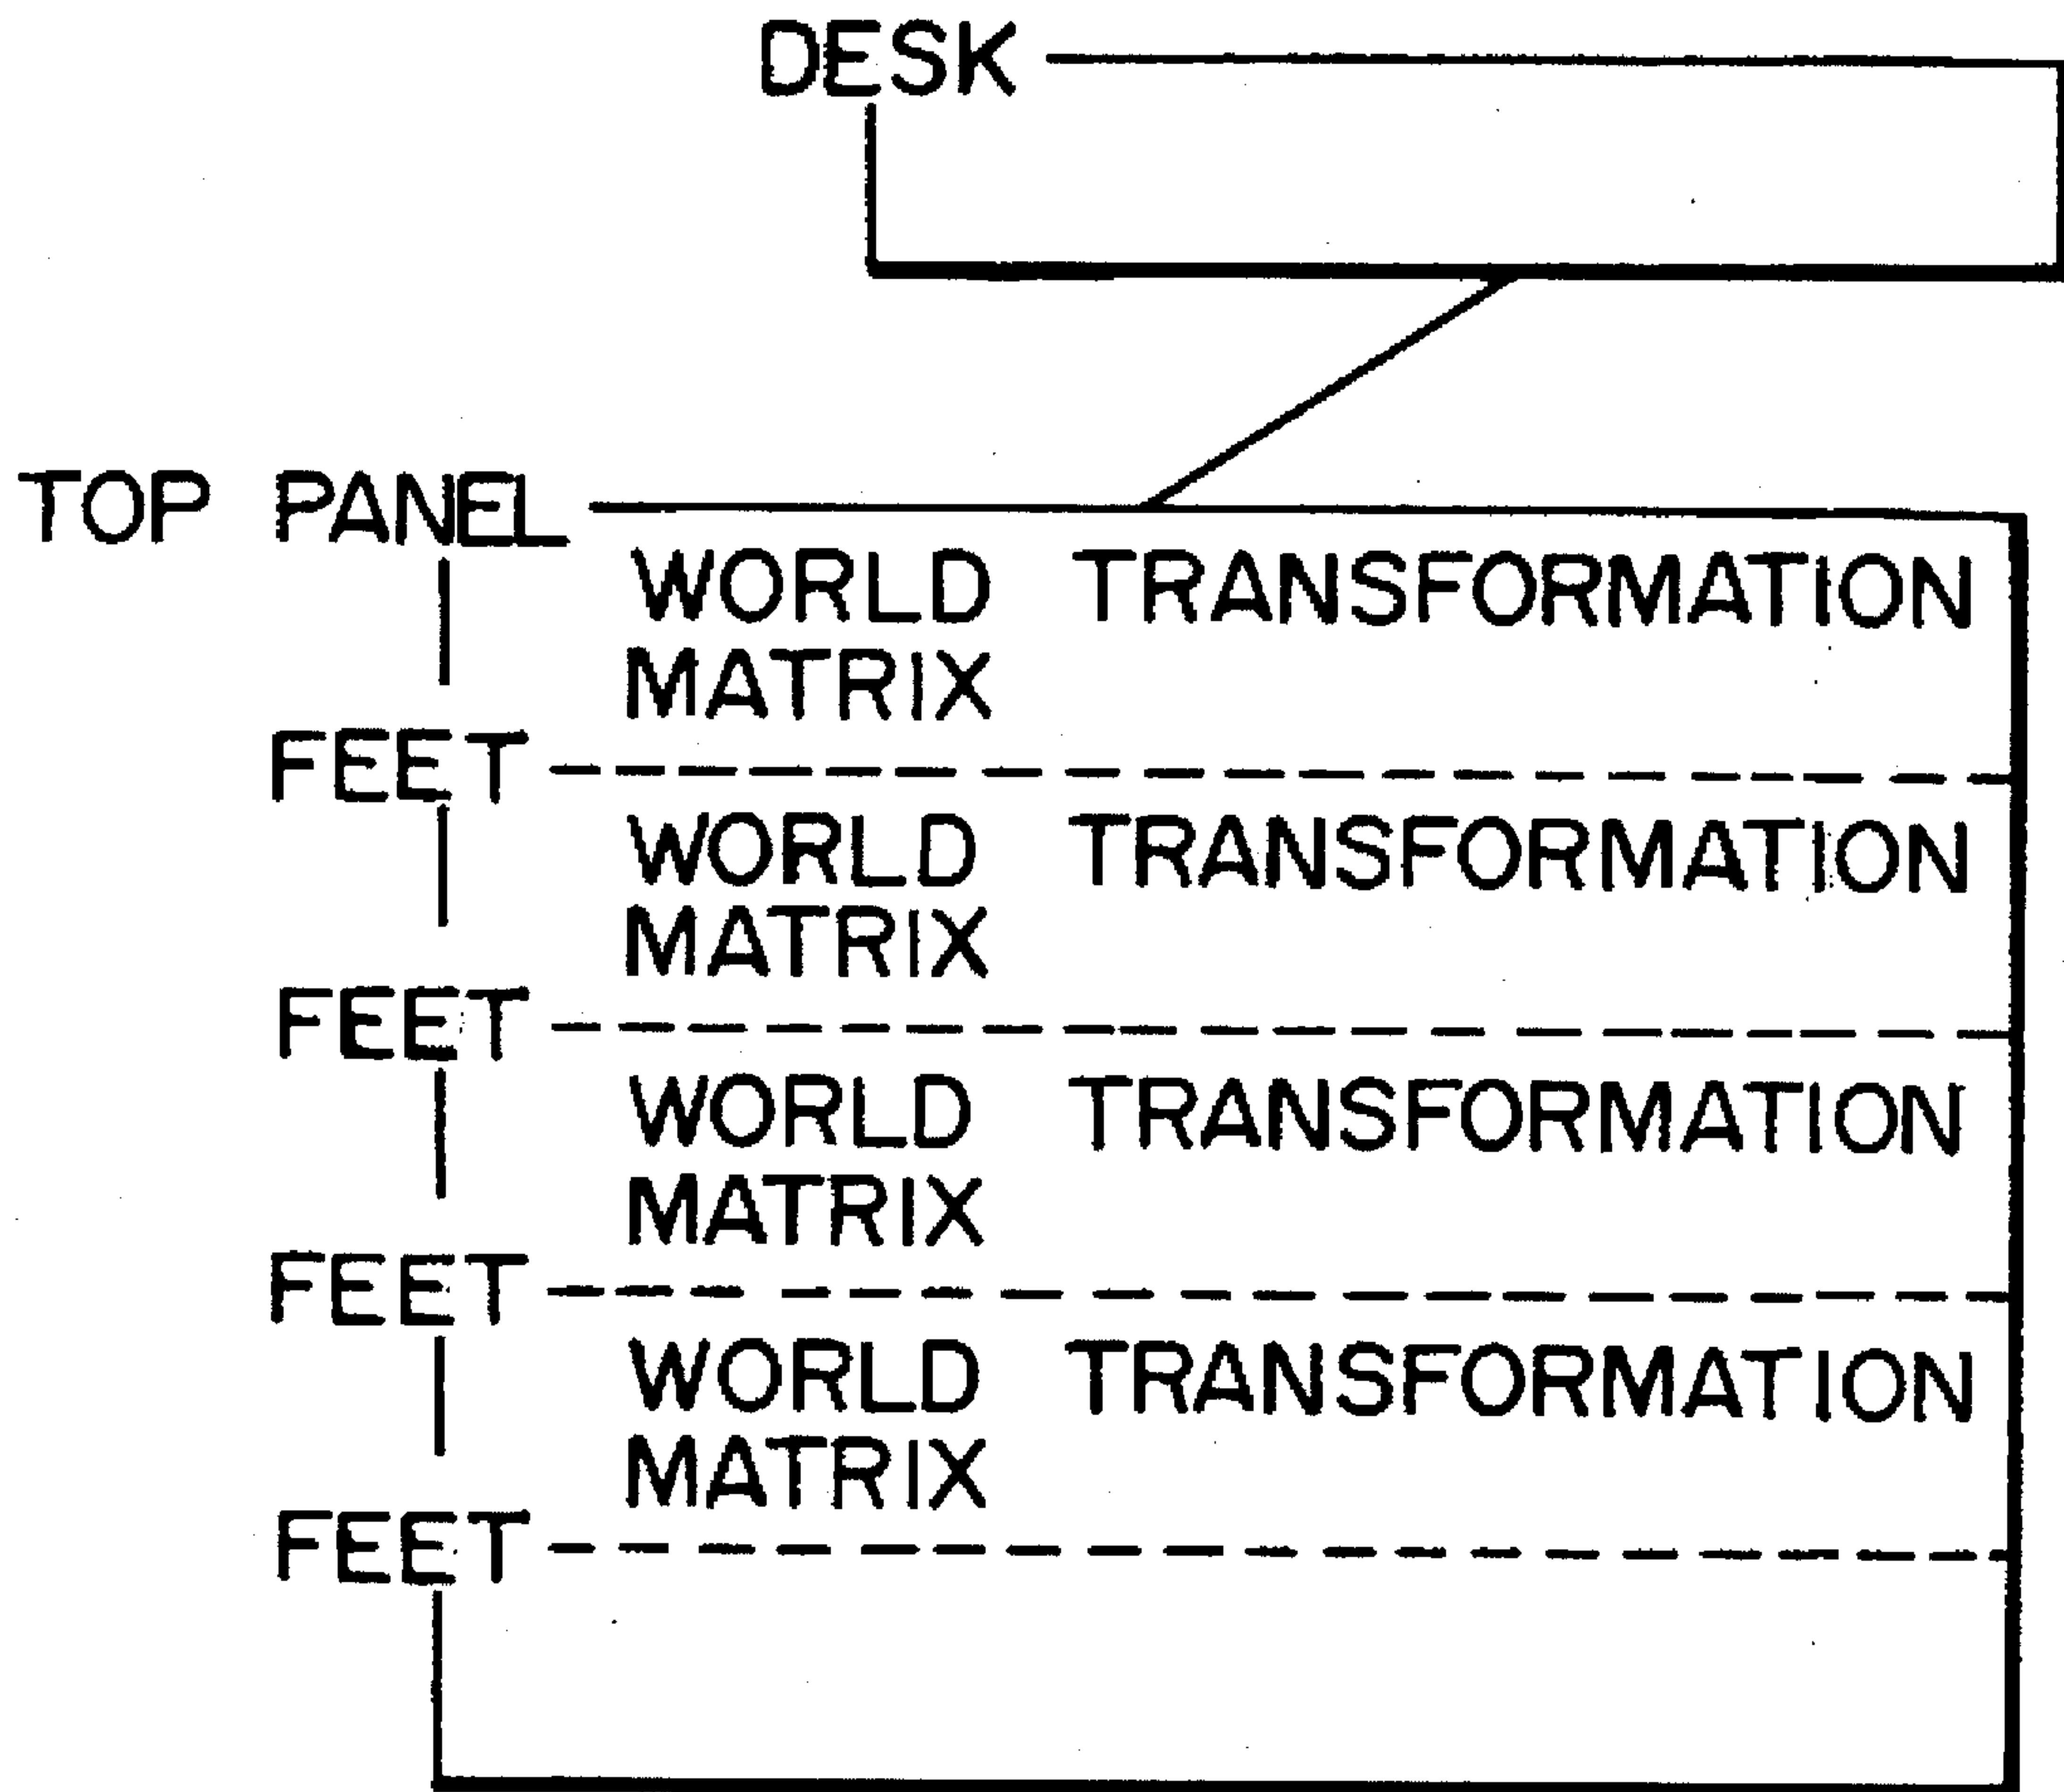 DESK
TOP PANEL
WORLD TRANSFORMATION
MATRIX
FEET
WORLD TRANSFORMATION
MATRIX
FEET
WORLD TRANSFORMATION
MATRIX
FEET
WORLD TRANSFORMATION
MATRIX
FEET